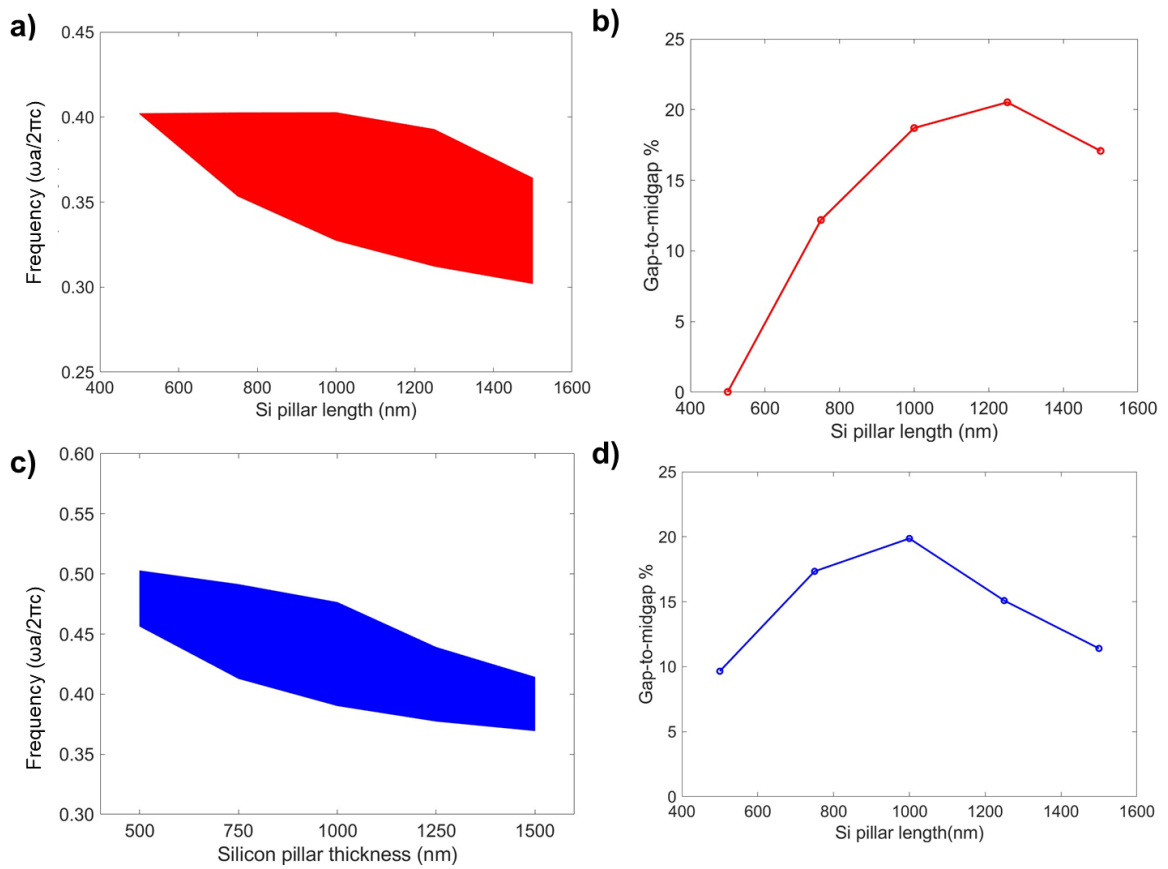 a)
0.45
0.40
0.35
0.30
0.25
Frequency (ωa/2πc)
400 600 800 1000 1200 1400 1600
Si pillar length (nm)
b)
25
20
15
10
5
0
Gap-to-midgap %
400 600 800 1000 1200 1400 1600
Si pillar length (nm)
c)
0.60
0.55
0.50
0.45
0.40
0.35
0.30
Frequency (ωa/2πc)
500 750 1000 1250 1500
Silicon pillar thickness (nm)
d)
25
20
15
10
5
0
Gap-to-midgap %
400 600 800 1000 1200 1400 1600
Si pillar length(nm)